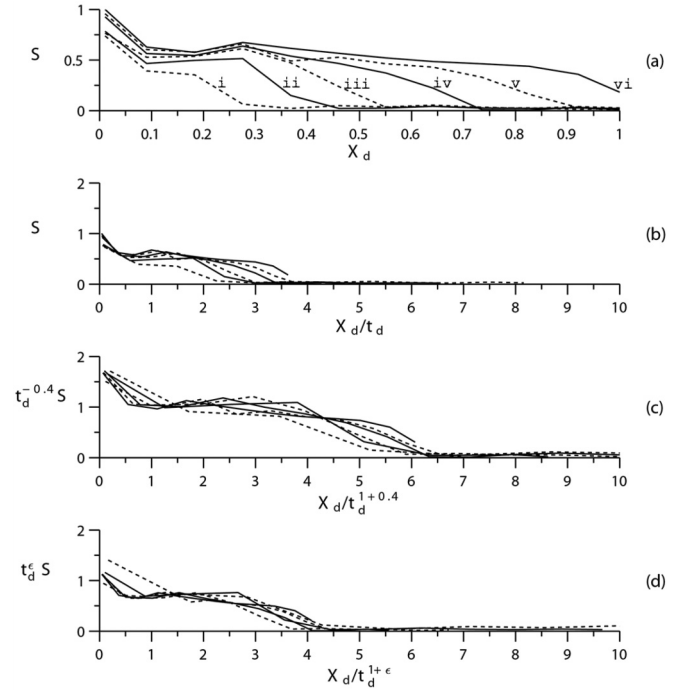 1
S
0.5
(a)
i ii iii iv v vi
0
0 0.1 0.2 0.3 0.4 0.5 0.6 0.7 0.8 0.9 1
X d
2
S
1
(b)
0
0 1 2 3 4 5 6 7 8 9 10
X d/t d
2
t d -0.4 S
1
(c)
0
0 1 2 3 4 5 6 7 8 9 10
X d/t d 1+0.4
2
t d ϵ S
1
(d)
0
0 1 2 3 4 5 6 7 8 9 10
X d/t d 1+ ϵ